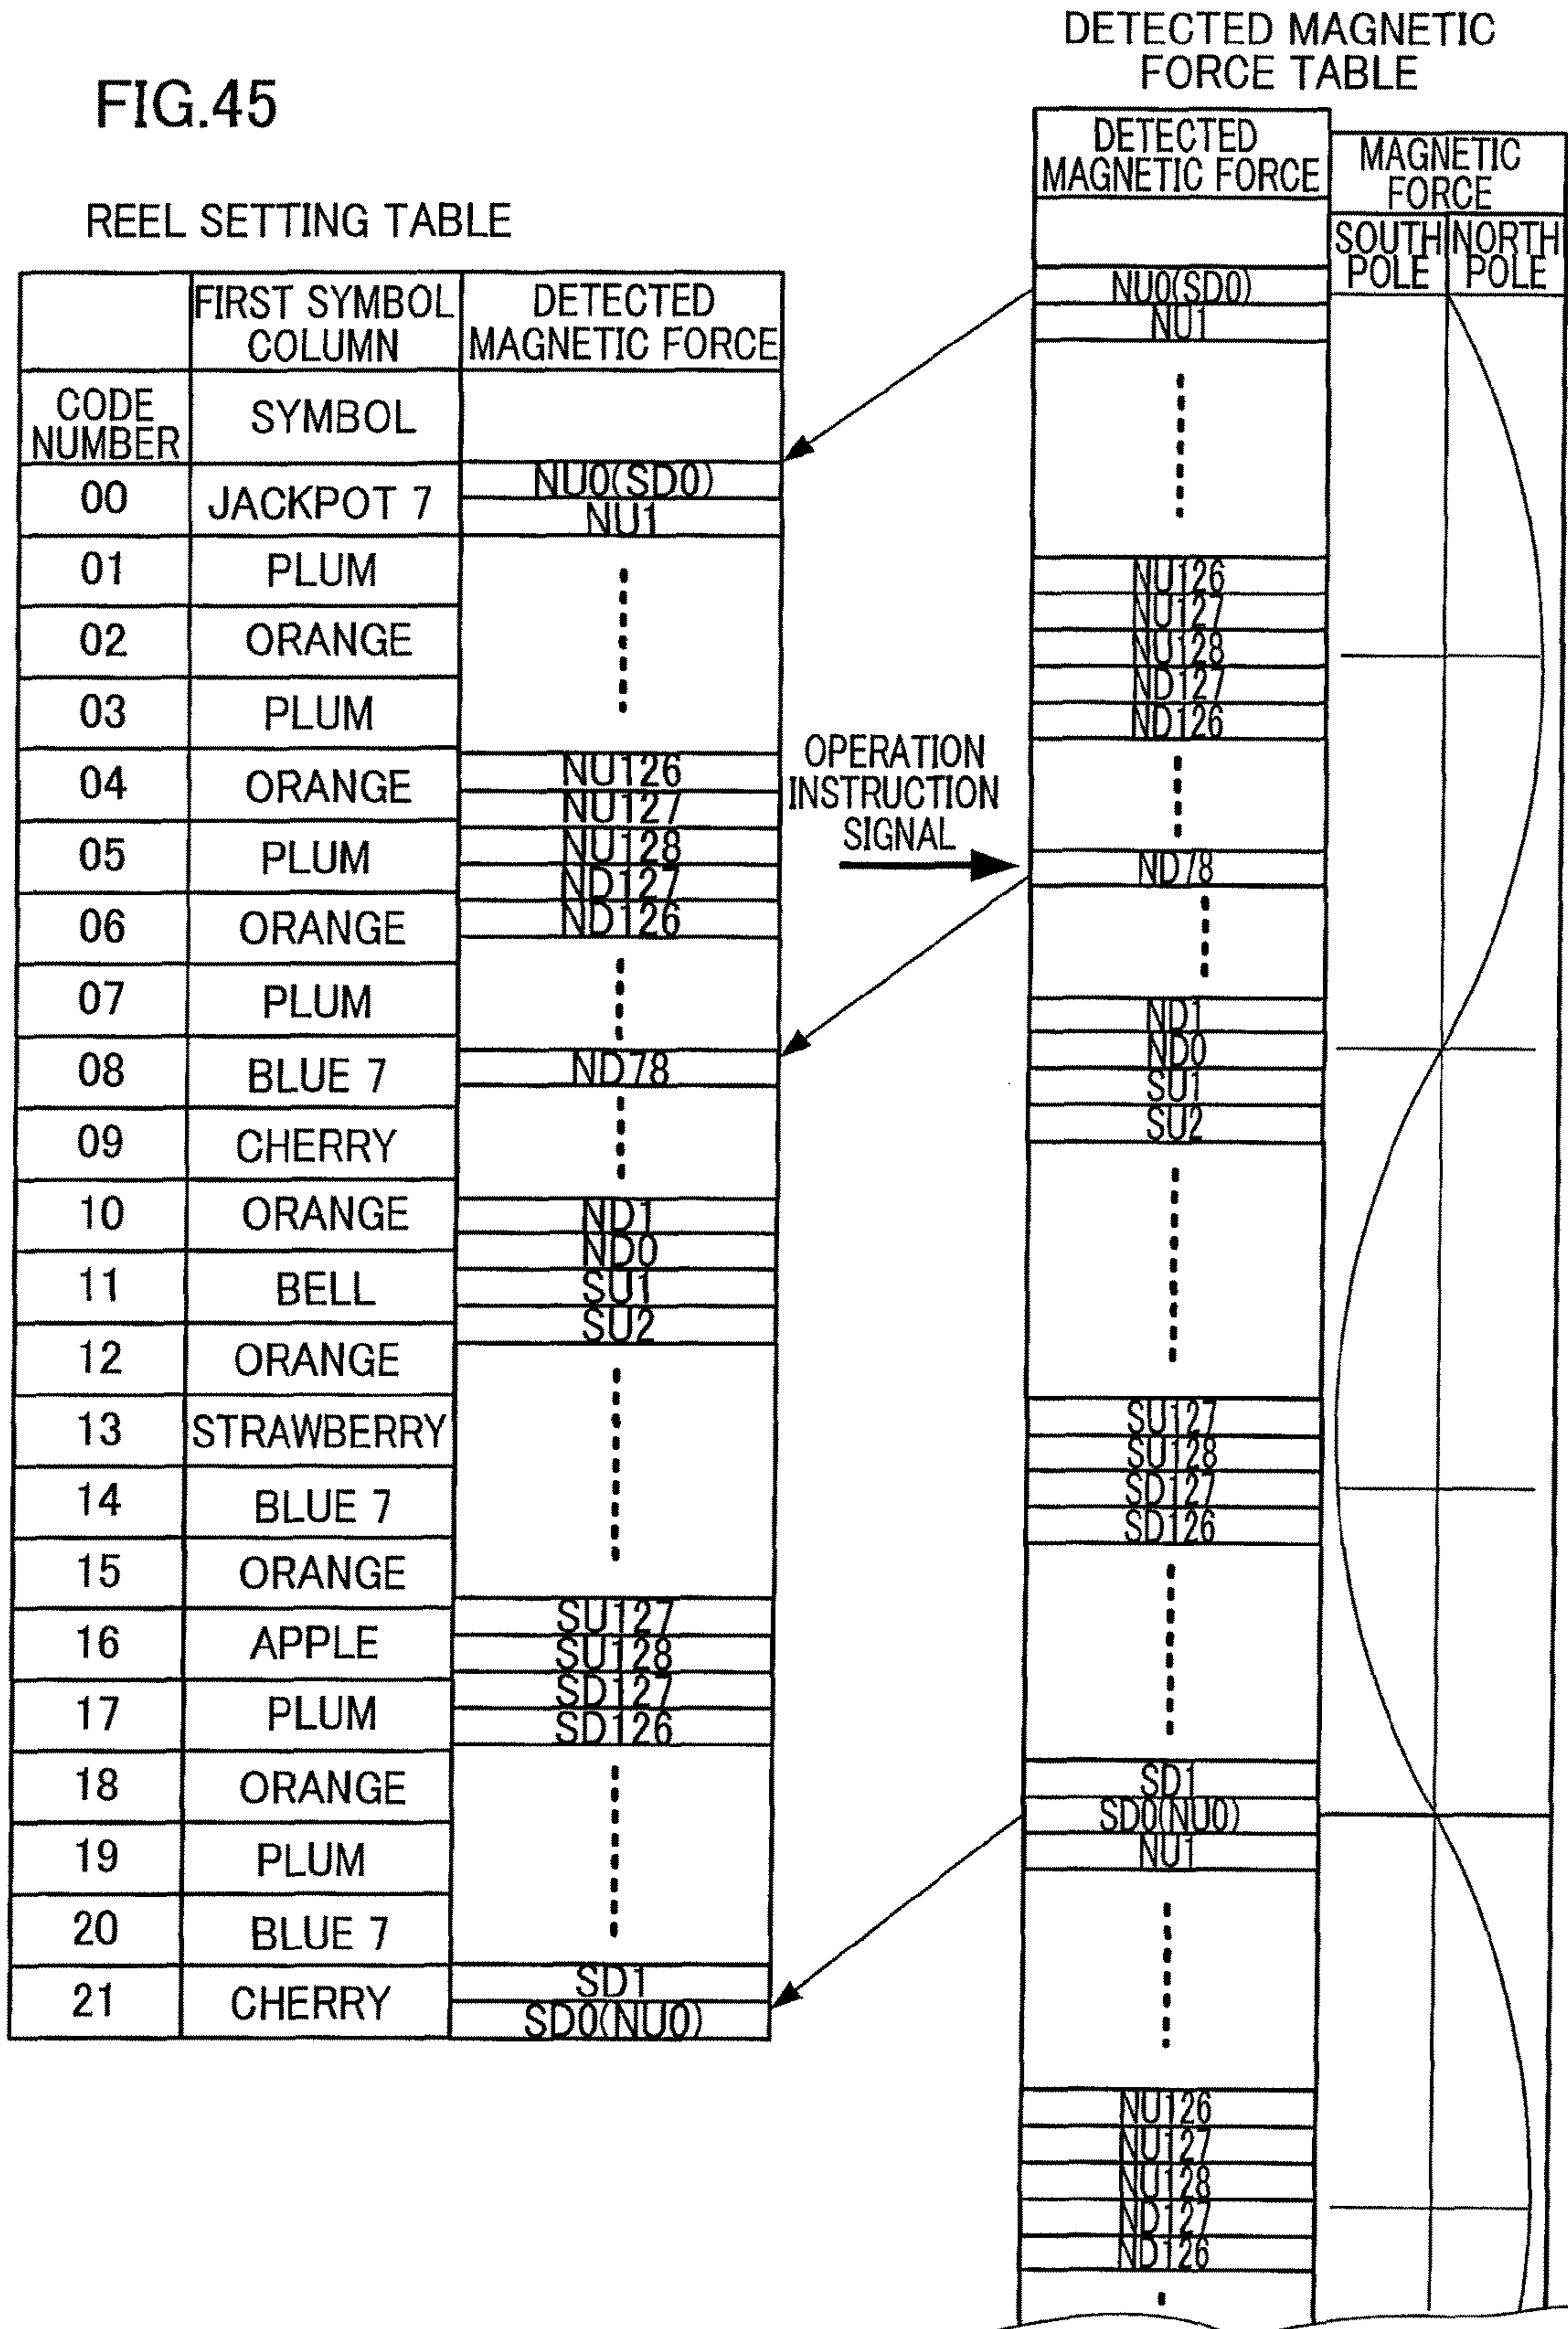 FIG.45
REEL SETTING TABLE
FIRST SYMBOL
COLUMN
DETECTED
MAGNETIC FORCE
CODE
NUMBER
SYMBOL
00 JACKPOT 7 NU0(SD0)
NU1
01 PLUM
02 ORANGE
03 PLUM
04 ORANGE NU126
NU127
05 PLUM NU128
ND127
06 ORANGE ND126
07 PLUM
08 BLUE 7 ND78
09 CHERRY
10 ORANGE ND1
ND0
11 BELL SU1
SU2
12 ORANGE
13 STRAWBERRY
14 BLUE 7
15 ORANGE
16 APPLE SU127
SU128
17 PLUM SD127
SD126
18 ORANGE
19 PLUM
20 BLUE 7
21 CHERRY SD1
SD0(NU0)
OPERATION
INSTRUCTION
SIGNAL
DETECTED MAGNETIC
FORCE TABLE
DETECTED
MAGNETIC FORCE
MAGNETIC
FORCE
SOUTH
POLE
NORTH
POLE
NU0(SD0)
NU1
NU126
NU127
NU128
ND127
ND126
ND78
ND1
ND0
SU1
SU2
SU127
SU128
SD127
SD126
SD1
SD0(NU0)
NU1
NU126
NU127
NU128
ND127
ND126